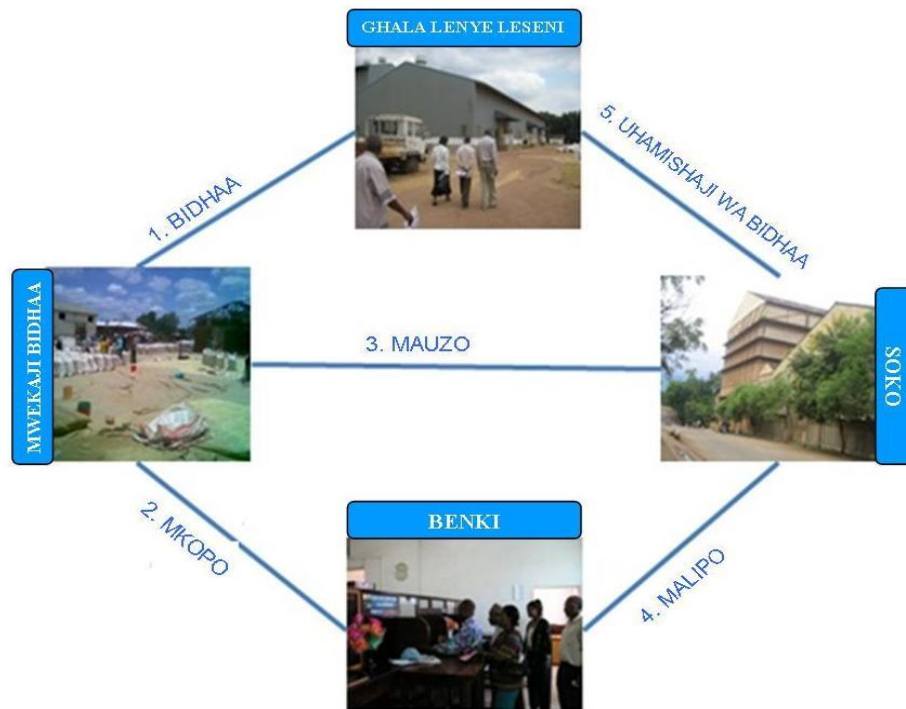 GHALA LENYE LESENI
1. BIDHAA
5. UHAMISHAJI WA BIDHAA
MWEKAJI BIDHAA
3. MAUZO
SOKO
2. MKOPO
BENKI
4. MALIPO